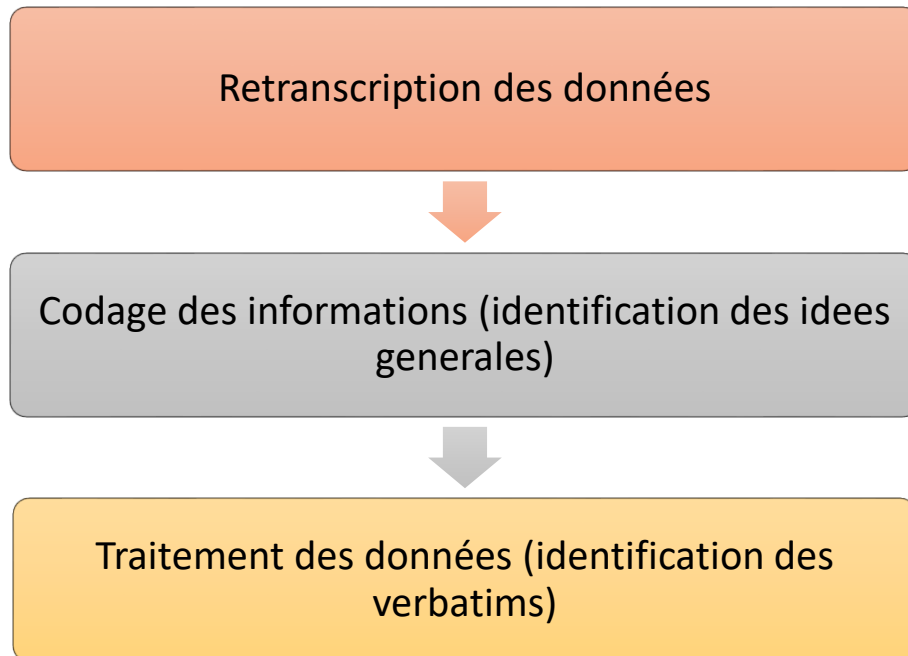 Retranscription des données
Codage des informations (identification des idees
generales)
Traitement des données (identification des
verbatims)